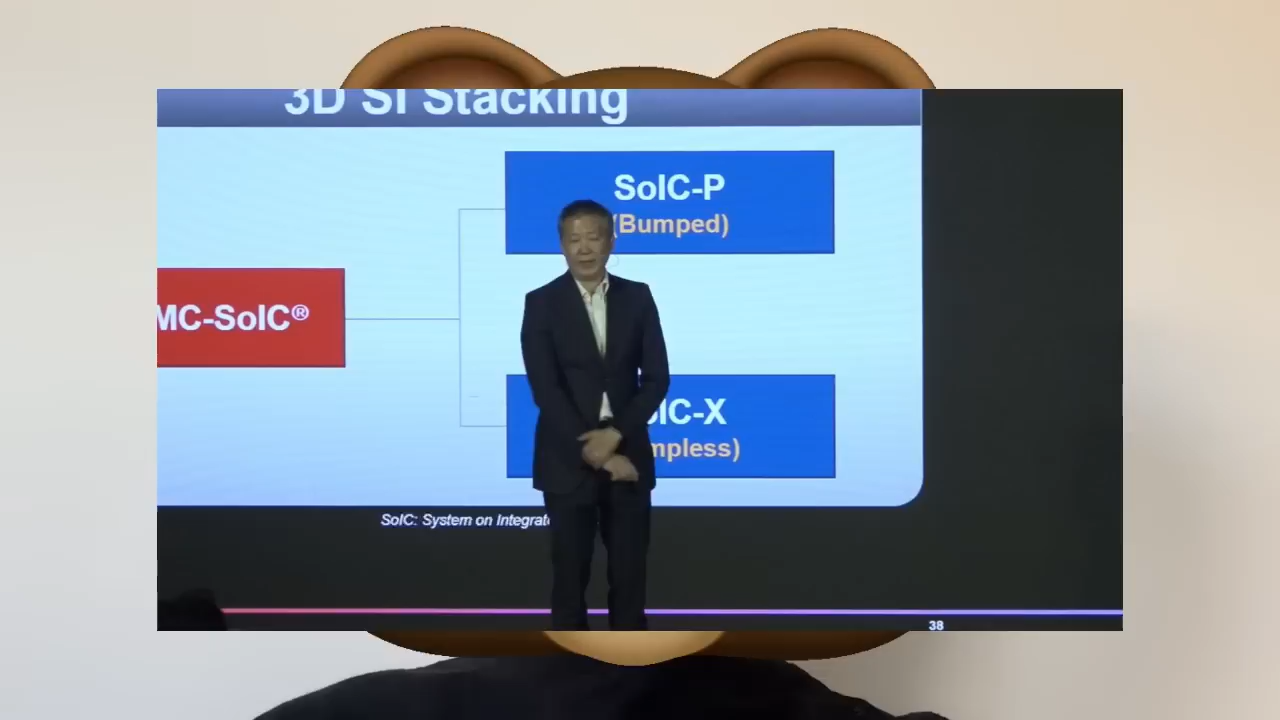 3D Si Stacking
SoIC-P
(Bumped)
MC-SoIC®
IC-X
mpless)
SoIC: System on Integrat
38